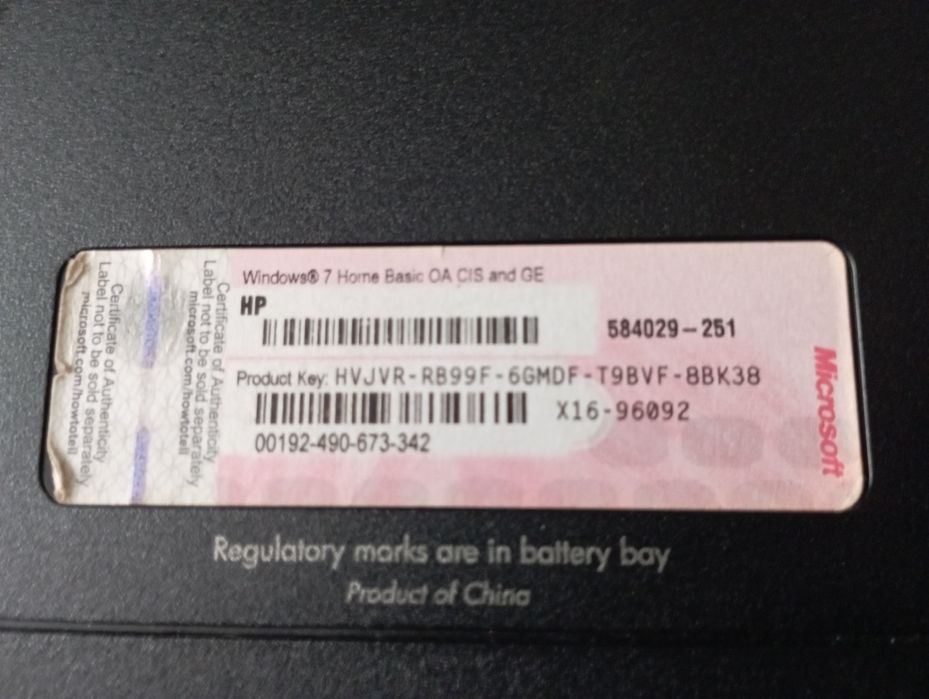 Windows® 7 Home Basic OA CIS and GE
HP
584029-251
Product Key: HVJVR-RB99F-6GMDF-T9BVF-8BK38
X16-96092
00192-490-673-342
Microsoft
Certificate of Authenticity
Label not to be sold separately
microsoft.com/howtotell
Certificate of Authenticity
Label not to be sold separately
microsoft.com/howtotell
Regulatory marks are in battery bay
Product of China